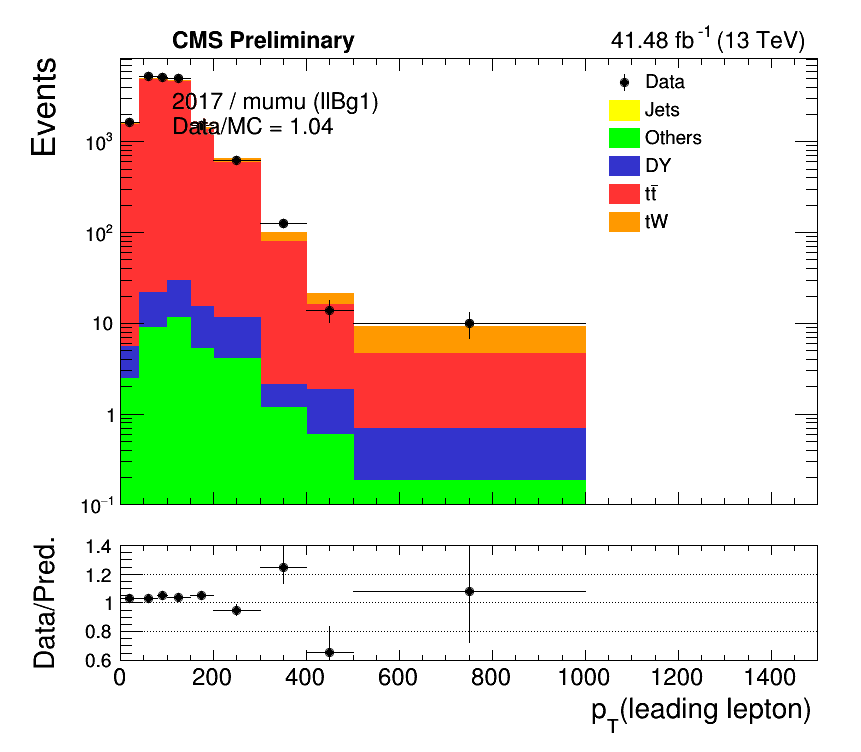 CMS Preliminary
41.48 fb⁻¹ (13 TeV)
Events
2017 / mumu (llBg1)
Data/MC = 1.04
Data
Jets
Others
DY
tt̄
tW
10³
10²
10
1
10⁻¹
Data/Pred.
1.4
1.2
1
0.8
0.6
0 200 400 600 800 1000 1200 1400
p_T(leading lepton)